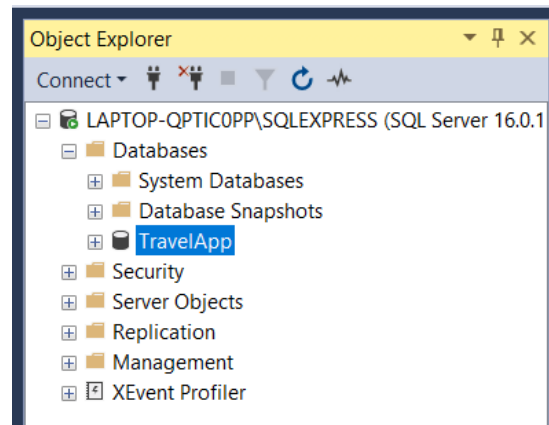 Object Explorer
Connect
LAPTOP-QPTIC0PP\SQLEXPRESS (SQL Server 16.0.1
Databases
System Databases
Database Snapshots
TravelApp
Security
Server Objects
Replication
Management
XEvent Profiler